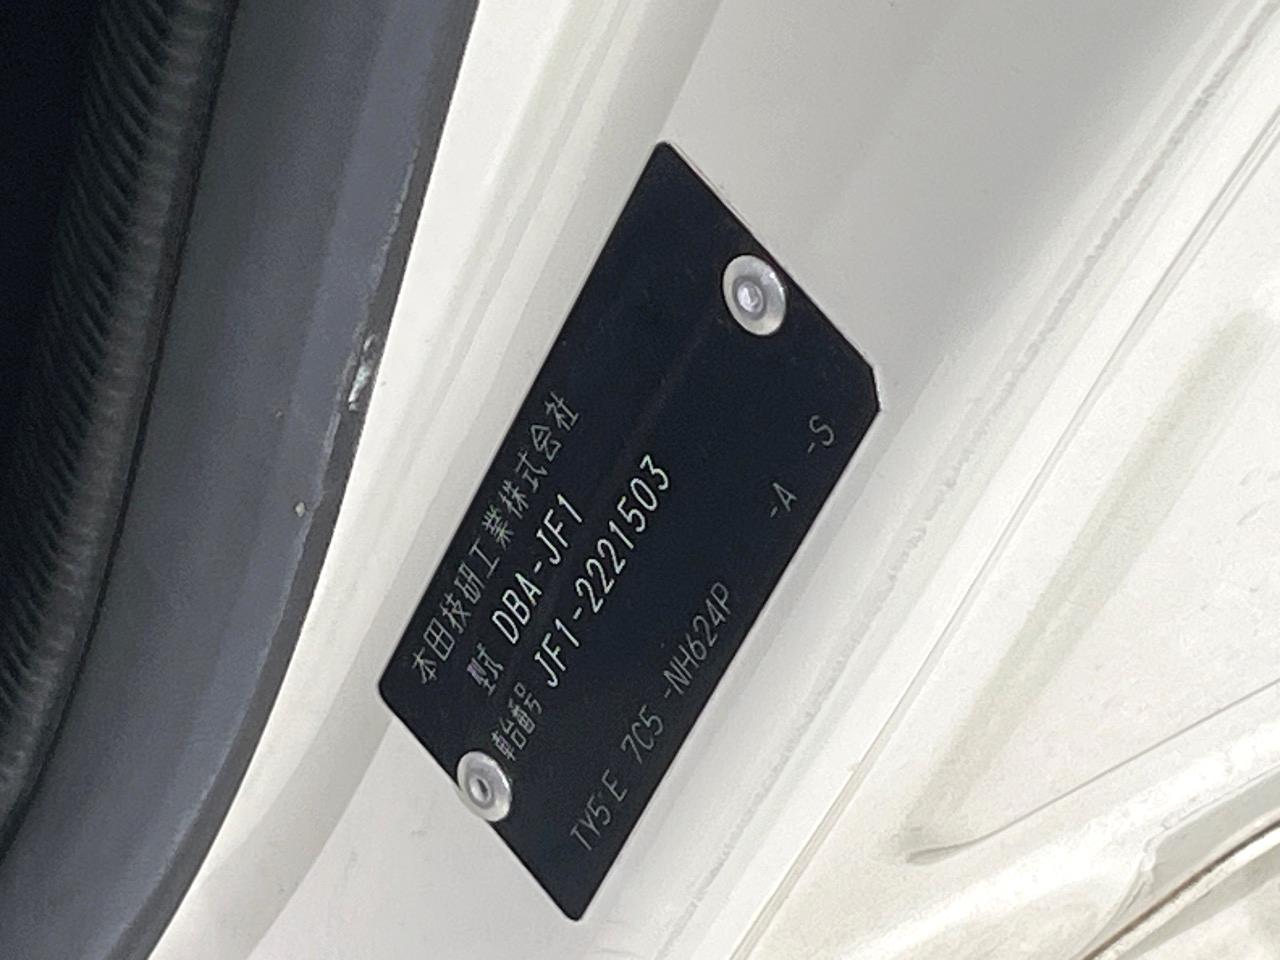 本田技研工業株式会社
型式 DBA-JF1
車台番号 JF1-2221503
TY5 E 7C5 -NH624P -A -S